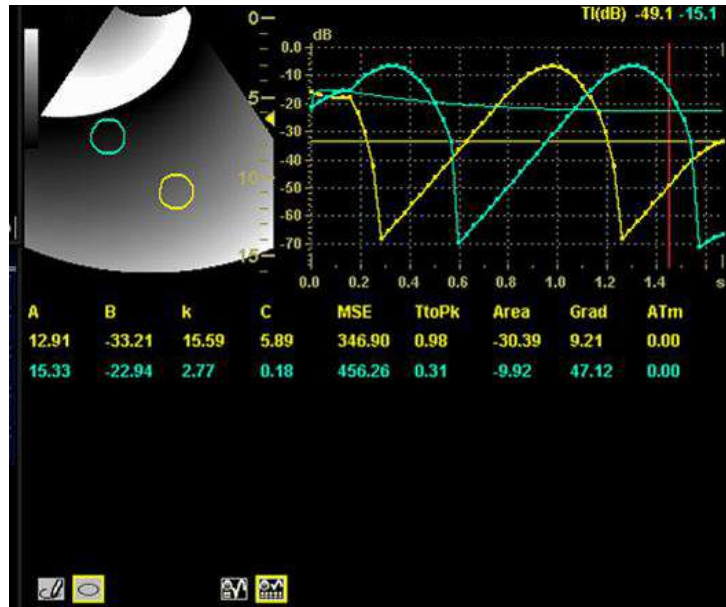 TI(dB) -49.1 -15.1
0
5
10
15
dB
0.0
-10
-20
-30
-40
-50
-60
-70
0.0 0.2 0.4 0.6 0.8 1.0 1.2 1.4 s
A B k C MSE TtoPk Area Grad ATm
12.91 -33.21 15.59 5.89 346.90 0.98 -30.39 9.21 0.00
15.33 -22.94 2.77 0.18 456.26 0.31 -9.92 47.12 0.00